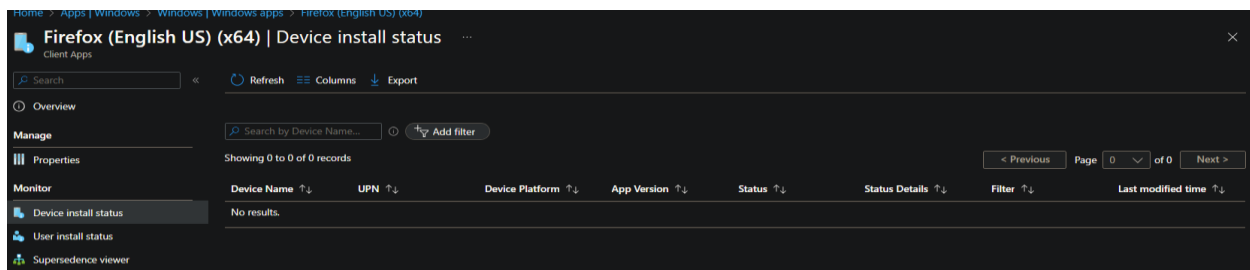 Home > Apps | Windows > Windows | Windows apps > Firefox (English US) (x64)
Firefox (English US) (x64) | Device install status ...
Client Apps
Search
Refresh Columns Export
Overview
Manage
Search by Device Name... Add filter
Properties
Showing 0 to 0 of 0 records
< Previous Page 0 of 0 Next >
Monitor
Device Name ↑↓ UPN ↑↓ Device Platform ↑↓ App Version ↑↓ Status ↑↓ Status Details ↑↓ Filter ↑↓ Last modified time ↑↓
Device install status
No results.
User install status
Supersedence viewer